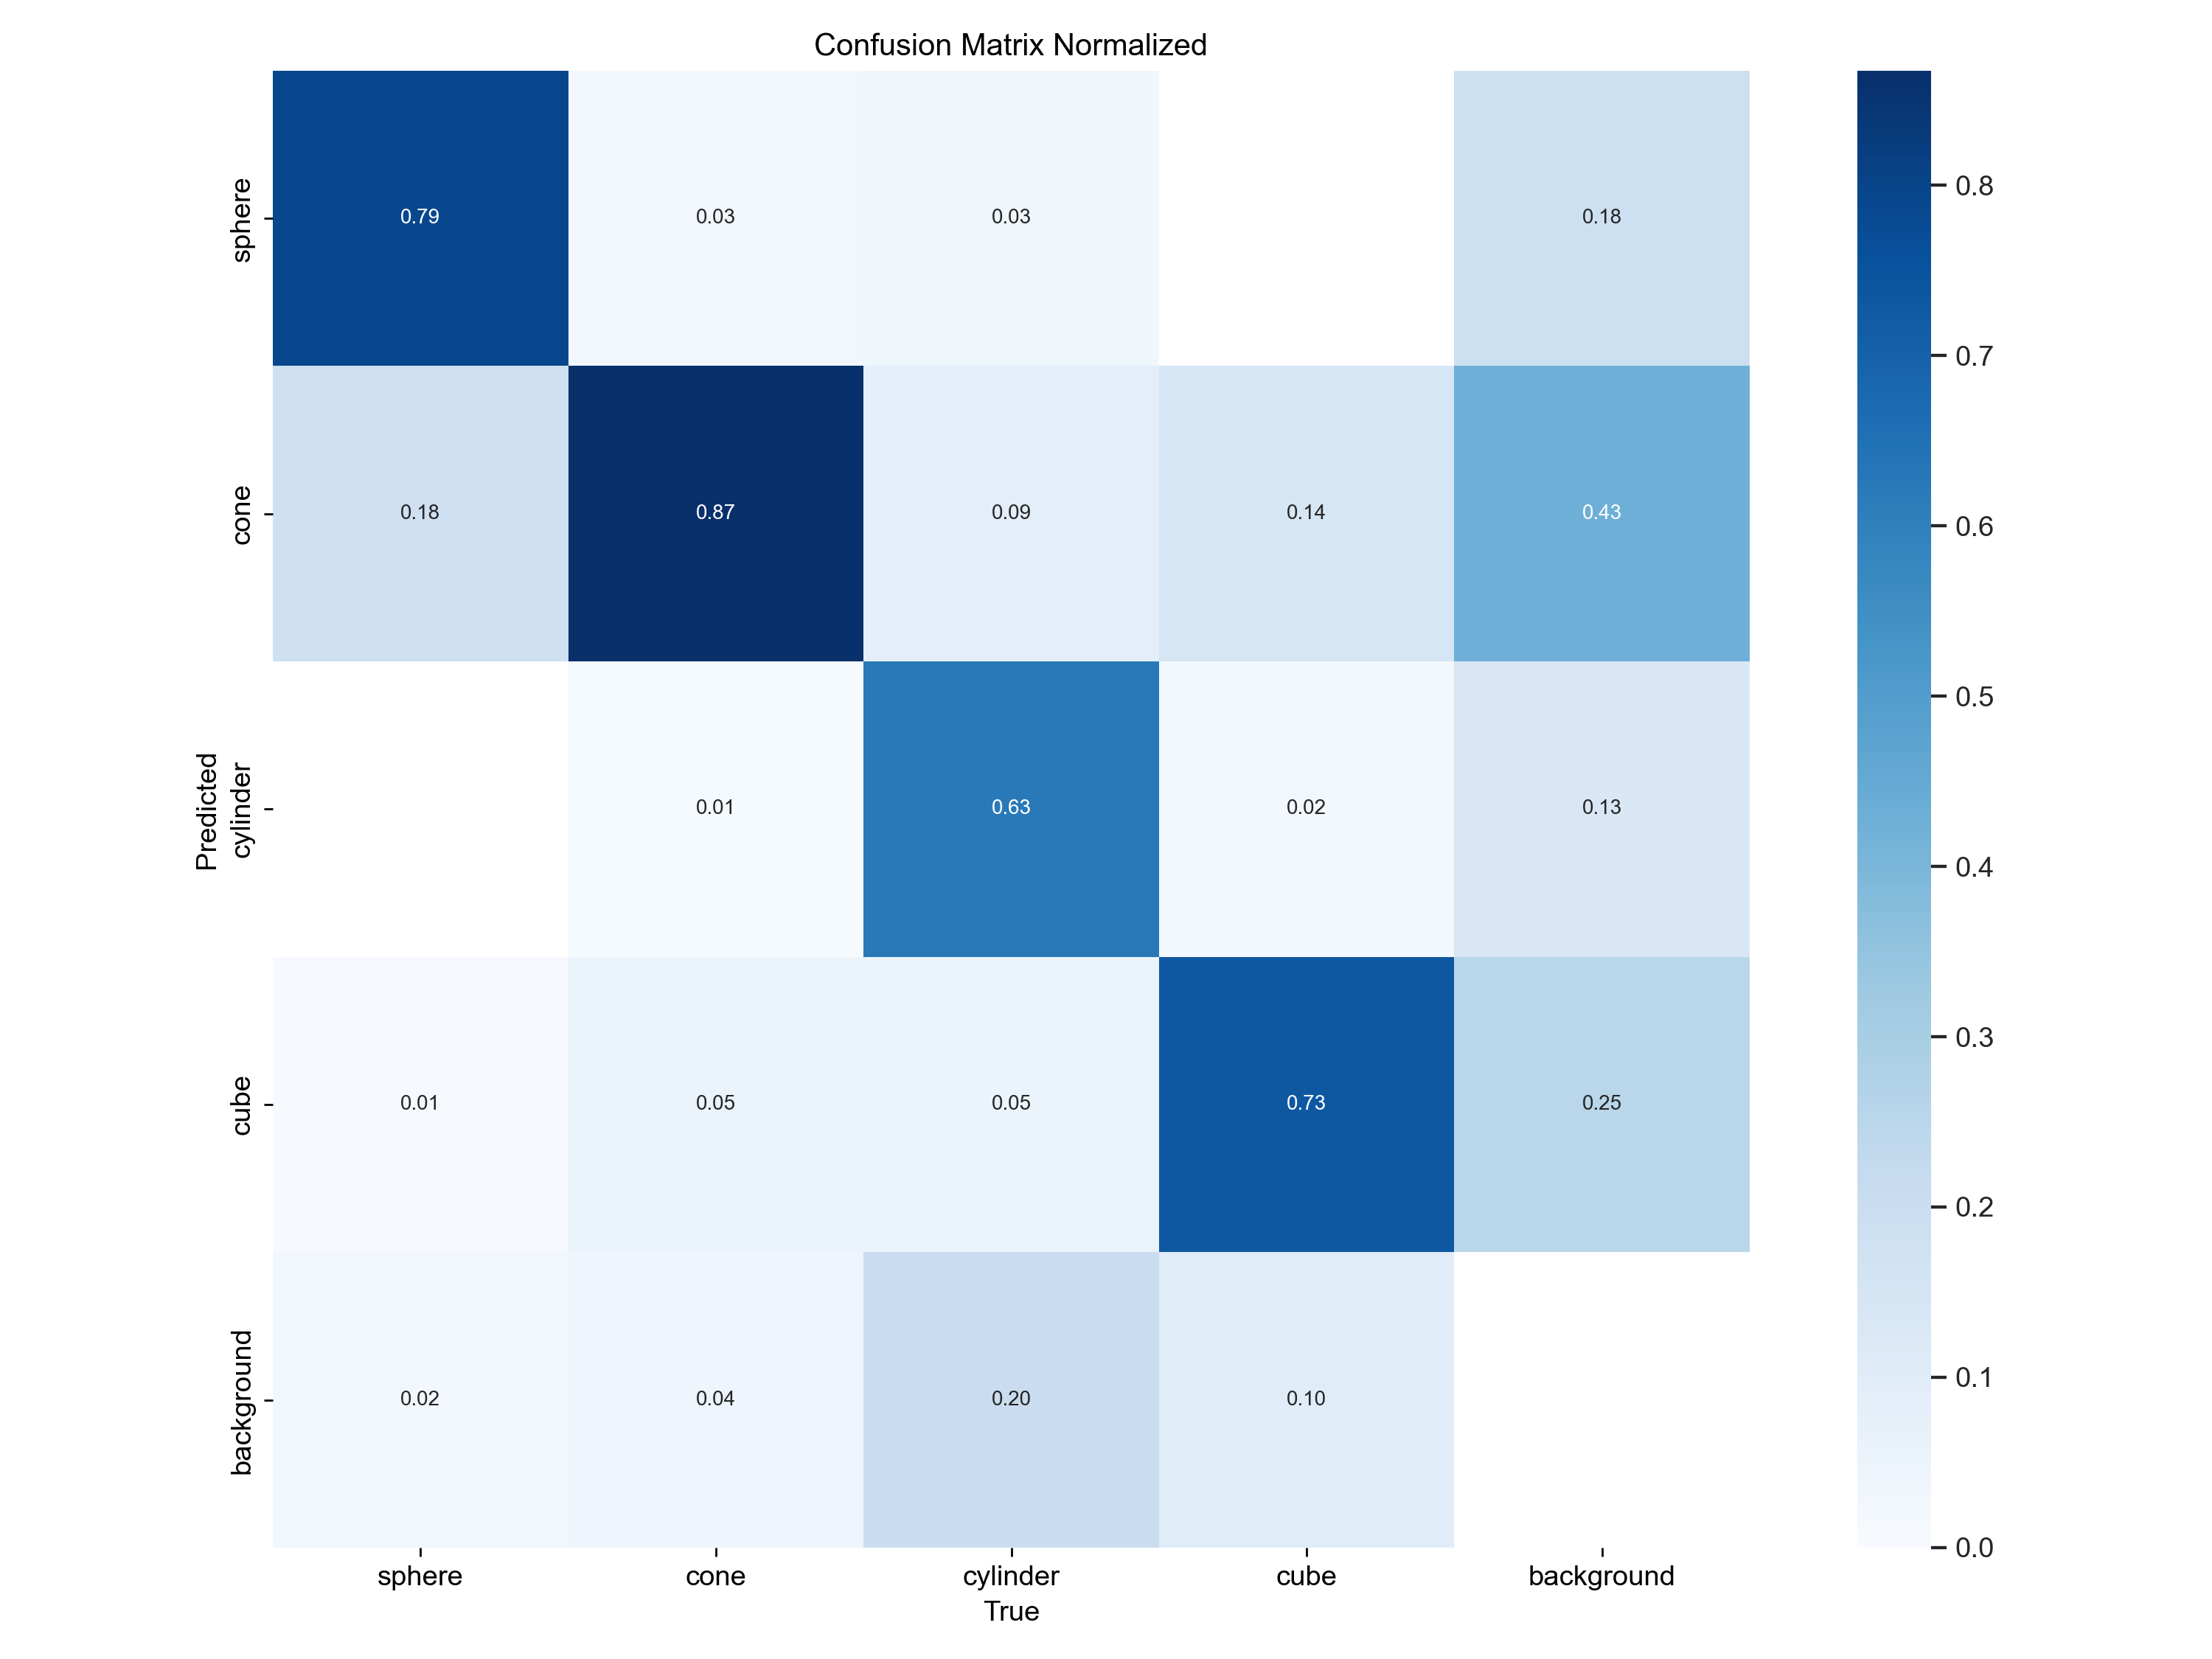 Confusion Matrix Normalized
Predicted
sphere 0.79 0.03 0.03 0.18
cone 0.18 0.87 0.09 0.14 0.43
cylinder 0.01 0.63 0.02 0.13
cube 0.01 0.05 0.05 0.73 0.25
background 0.02 0.04 0.20 0.10
sphere cone cylinder cube background
True
0.8
0.7
0.6
0.5
0.4
0.3
0.2
0.1
0.0